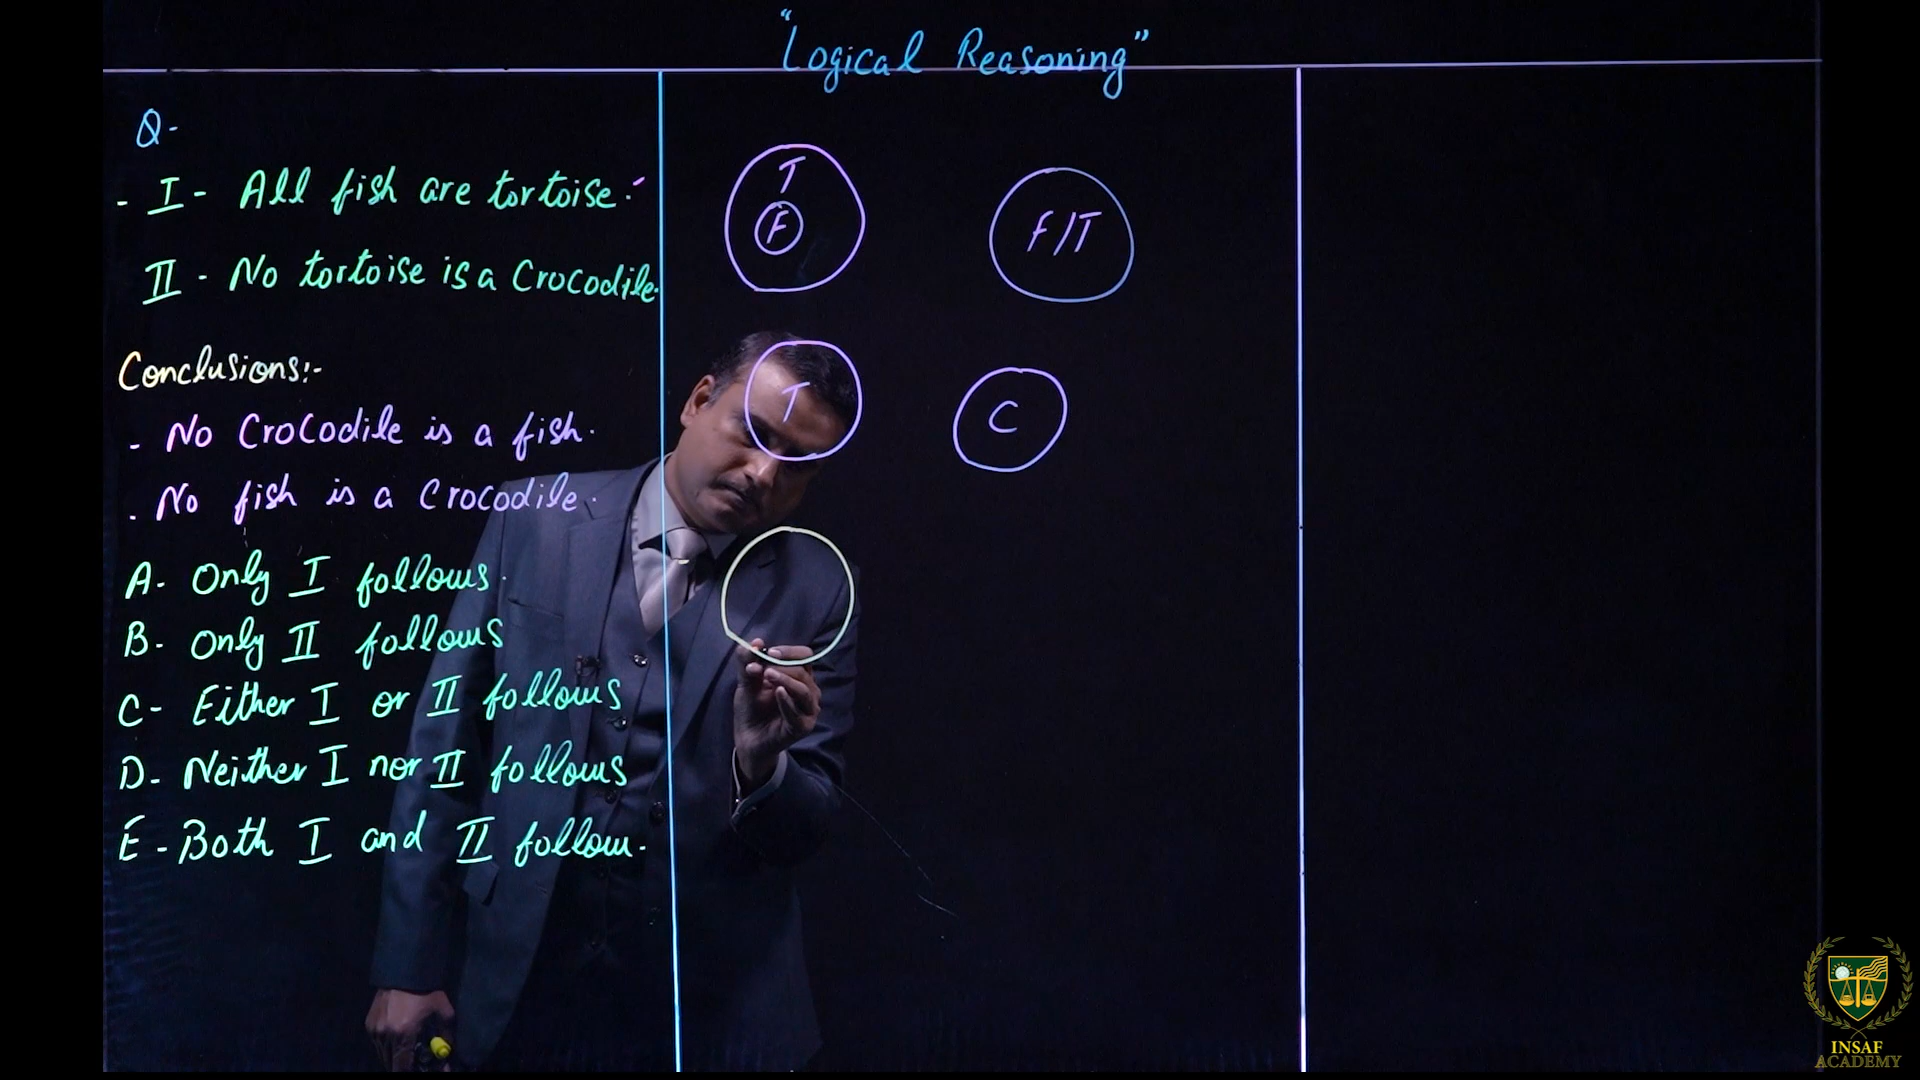 "Logical Reasoning"
Q-
- I - All fish are tortoise.
II - No tortoise is a Crocodile.
Conclusions:-
- No Crocodile is a fish.
. No fish is a Crocodile.
A- Only I follows.
B- Only II follows
C- Either I or II follows
D- Neither I nor II follows
E- Both I and II follow.
T
F
F/T
T
C
INSAF
ACADEMY